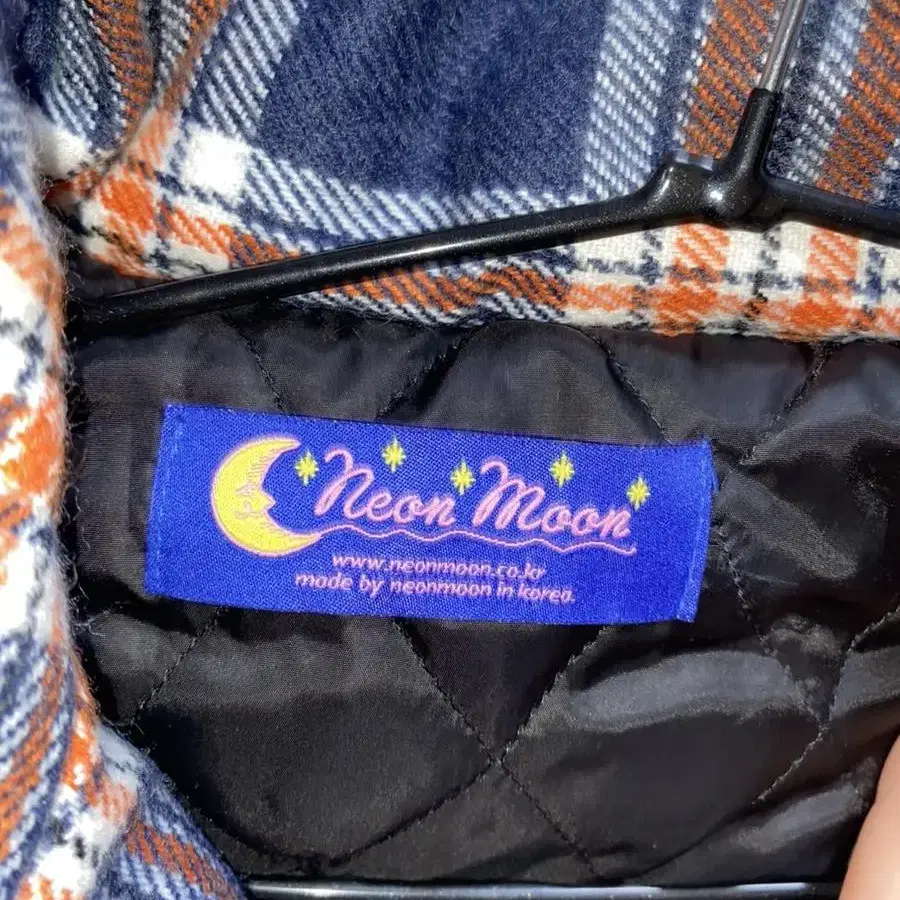 Neon Moon
www.neonmoon.co.kr
made by neonmoon in korea.